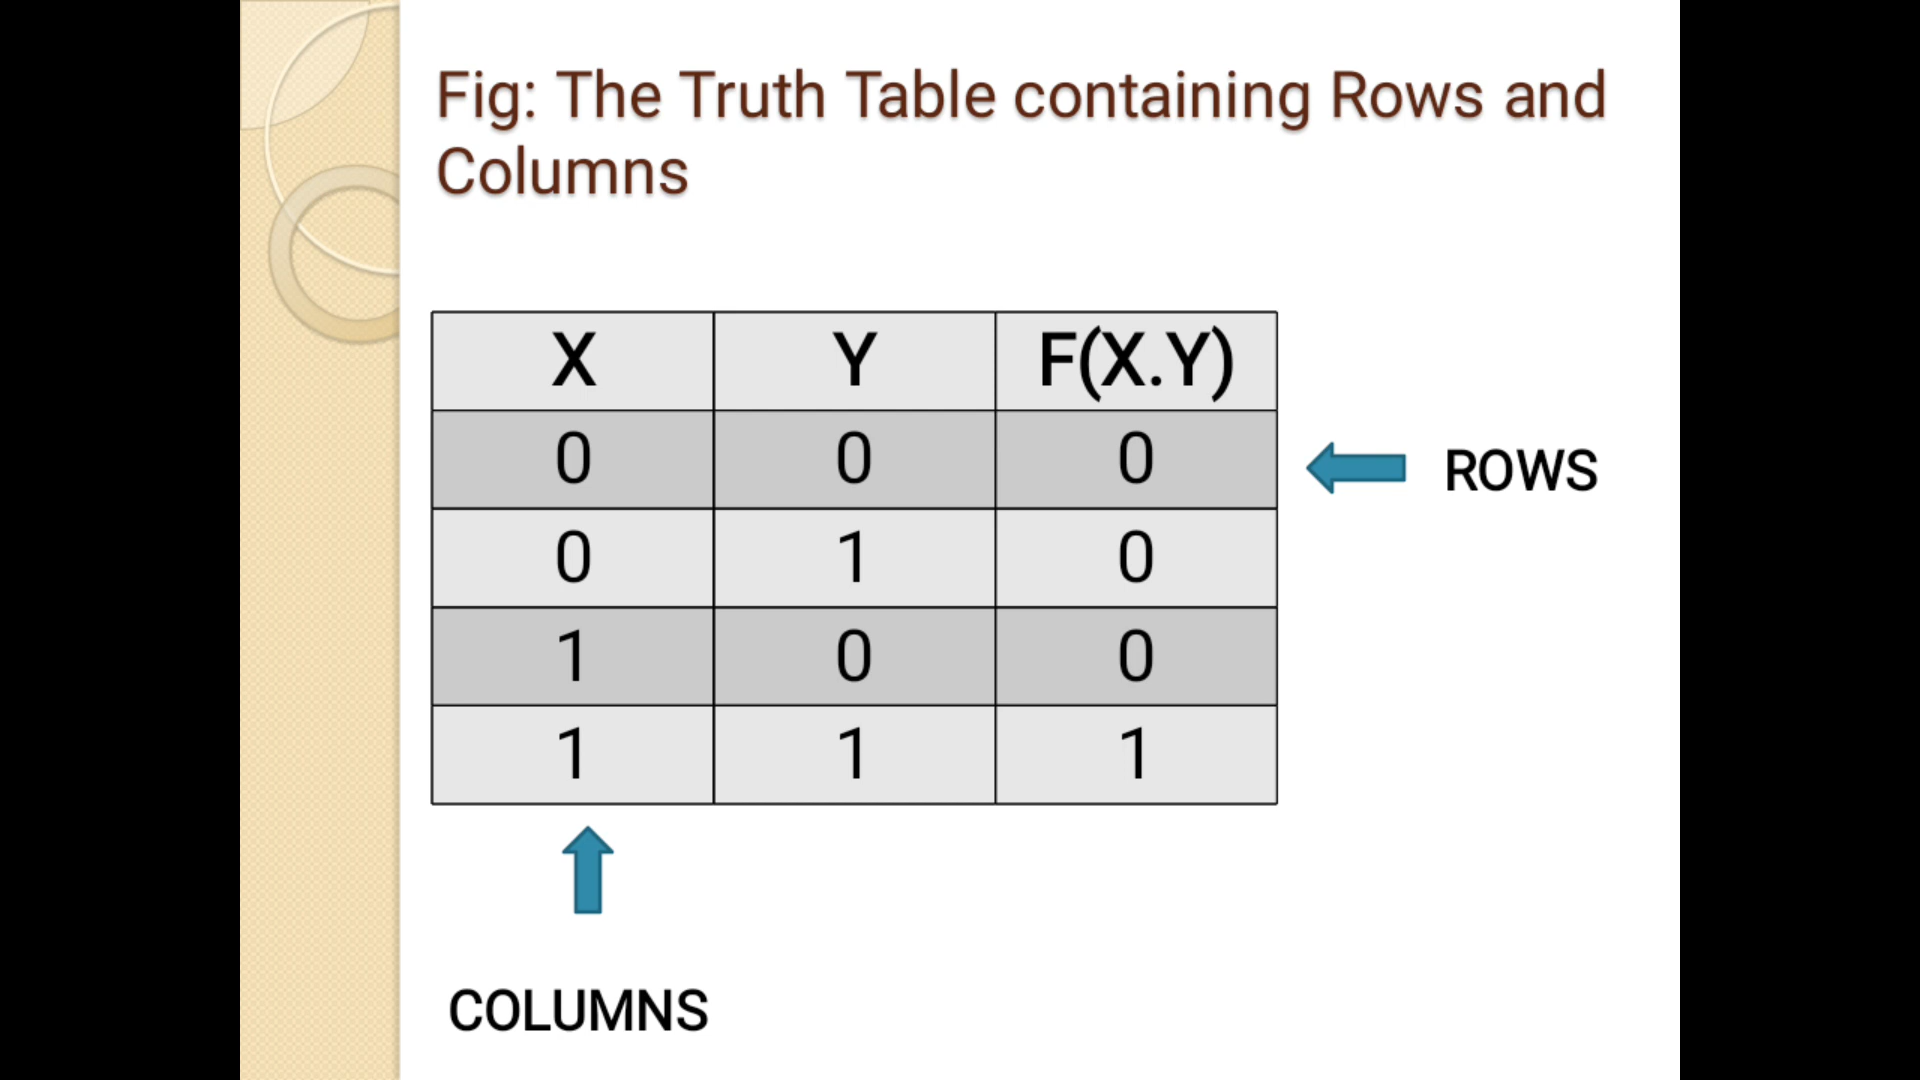 Fig: The Truth Table containing Rows and
Columns
X Y F(X.Y)
0 0 0
ROWS
0 1 0
1 0 0
1 1 1
COLUMNS